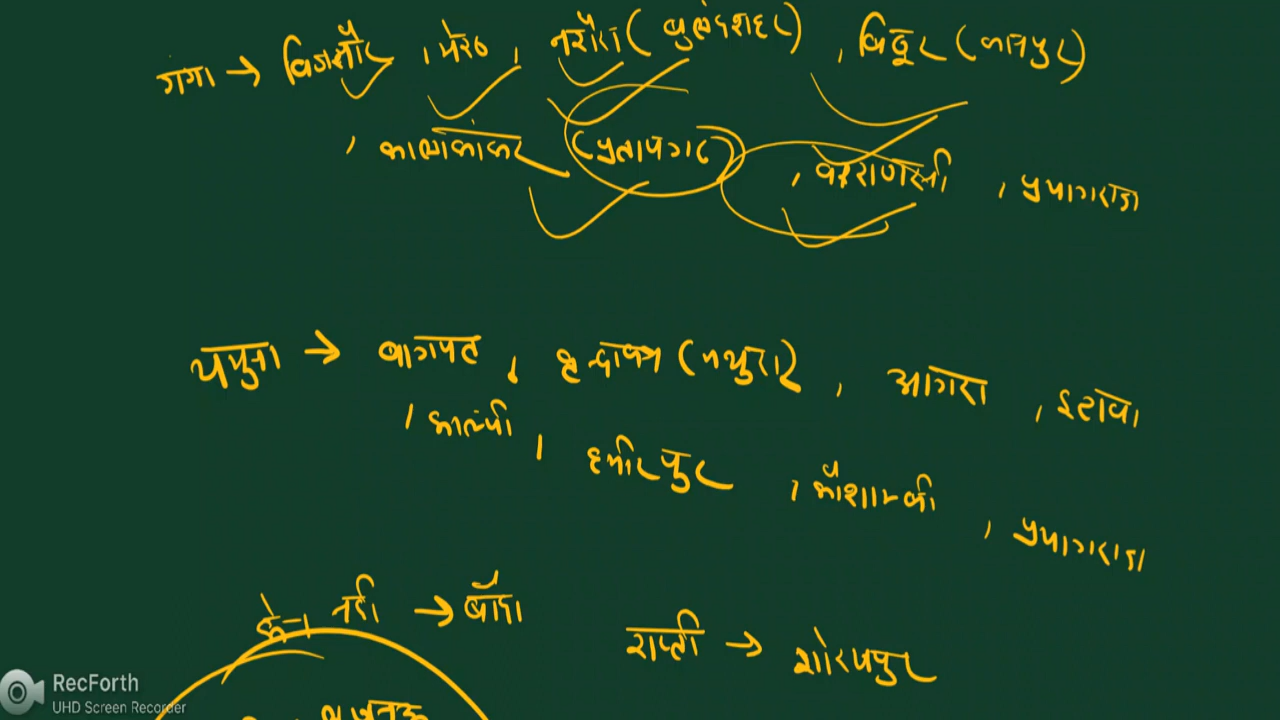 गंगा → बिजनौर, मेरठ, नरौरा (बुलंदशहर), बिठूर (कानपुर)
, कालाकांकर (प्रतापगढ), वाराणसी, प्रयागराज
यमुना → बागपत, वृन्दावन (मथुरा), आगरा, इटावा
, काल्पी, हमीरपुर, कौशाम्बी, प्रयागराज
केन नदी → बाँदा
राप्ती → गोरखपुर
RecForth
UHD Screen Recorder